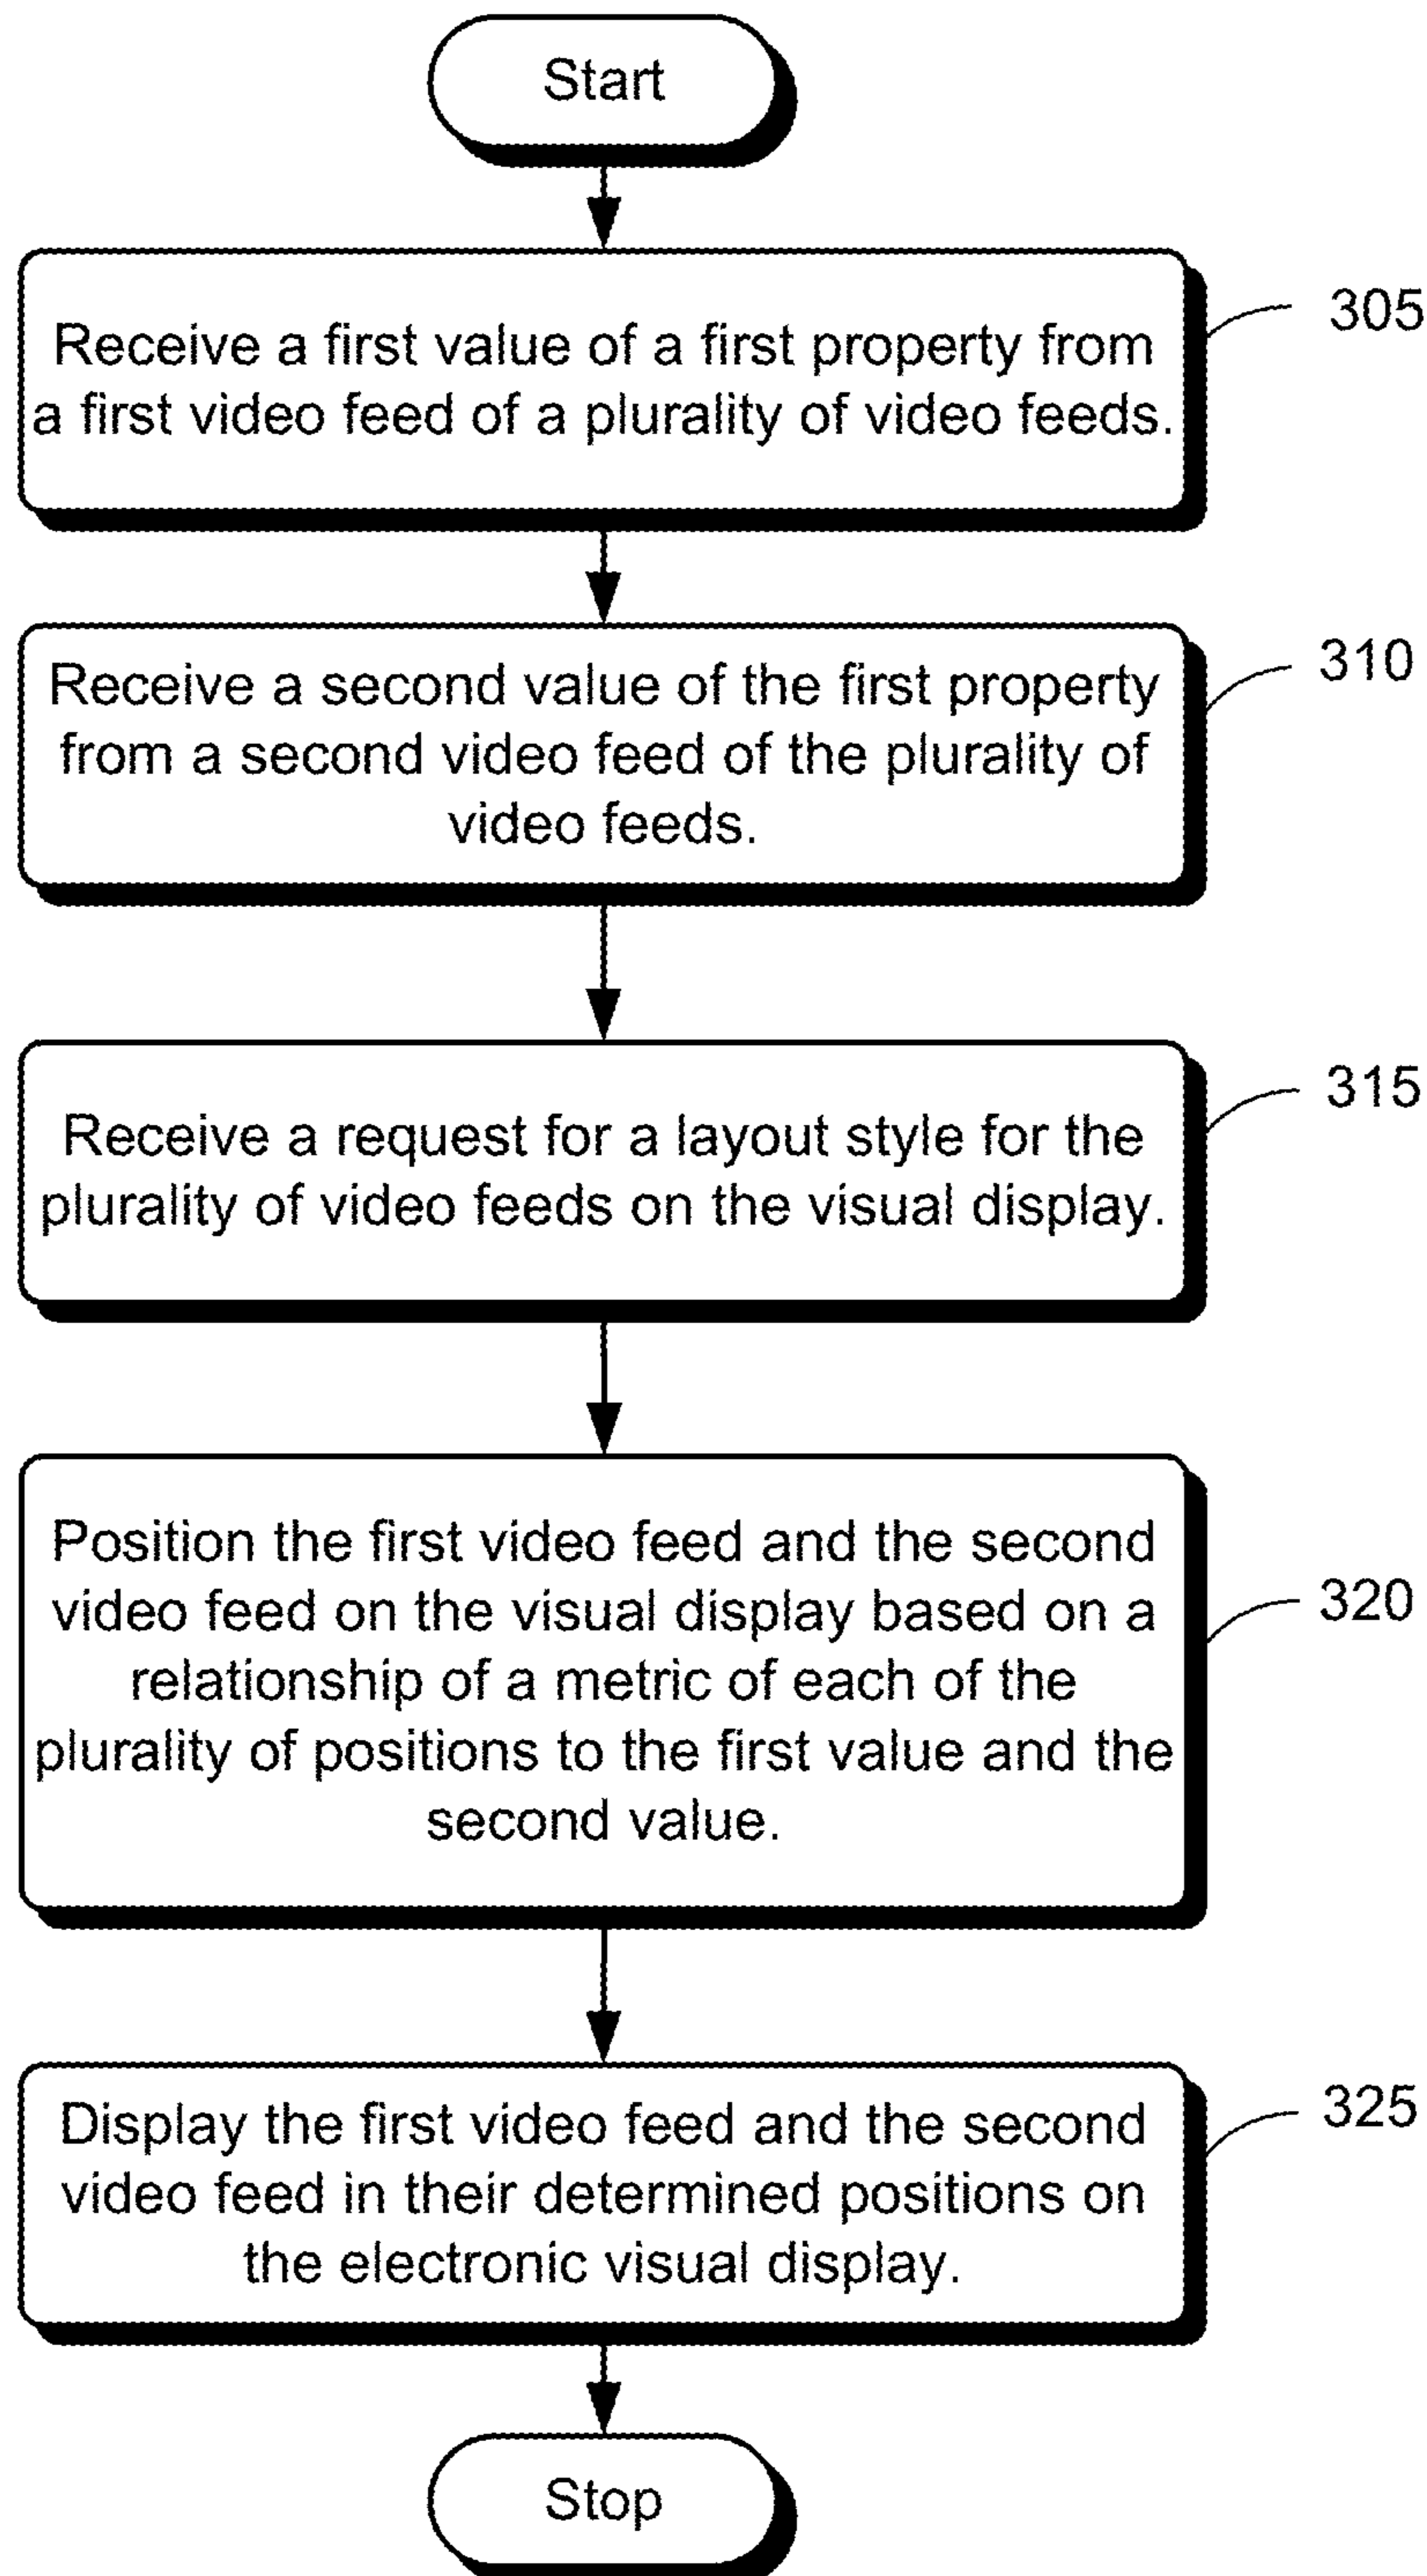 Start
Receive a first value of a first property from
a first video feed of a plurality of video feeds.
305
Receive a second value of the first property
from a second video feed of the plurality of
video feeds.
310
Receive a request for a layout style for the
plurality of video feeds on the visual display.
315
Position the first video feed and the second
video feed on the visual display based on a
relationship of a metric of each of the
plurality of positions to the first value and the
second value.
320
Display the first video feed and the second
video feed in their determined positions on
the electronic visual display.
325
Stop